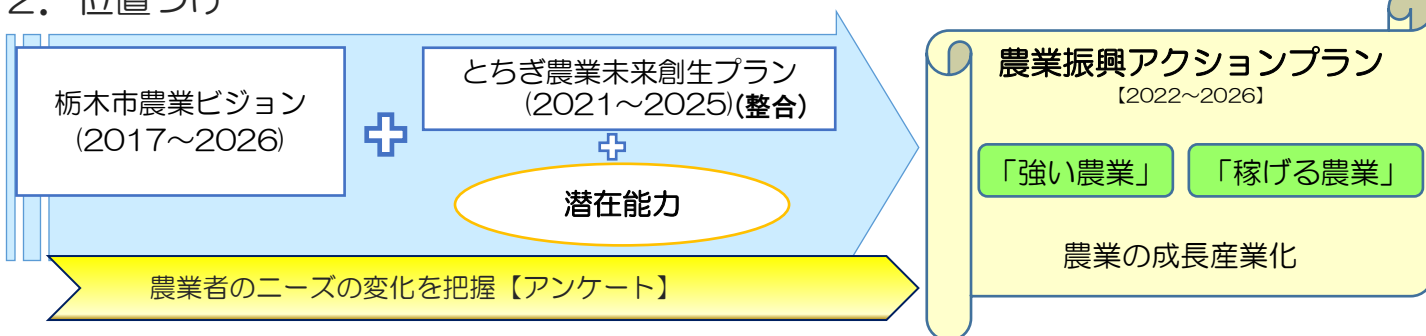 2．位置づけ
栃木市農業ビジョン
(2017～2026)
とちぎ農業未来創生プラン
(2021～2025)(整合)
潜在能力
農業者のニーズの変化を把握【アンケート】
農業振興アクションプラン
【2022～2026】
「強い農業」
「稼げる農業」
農業の成長産業化